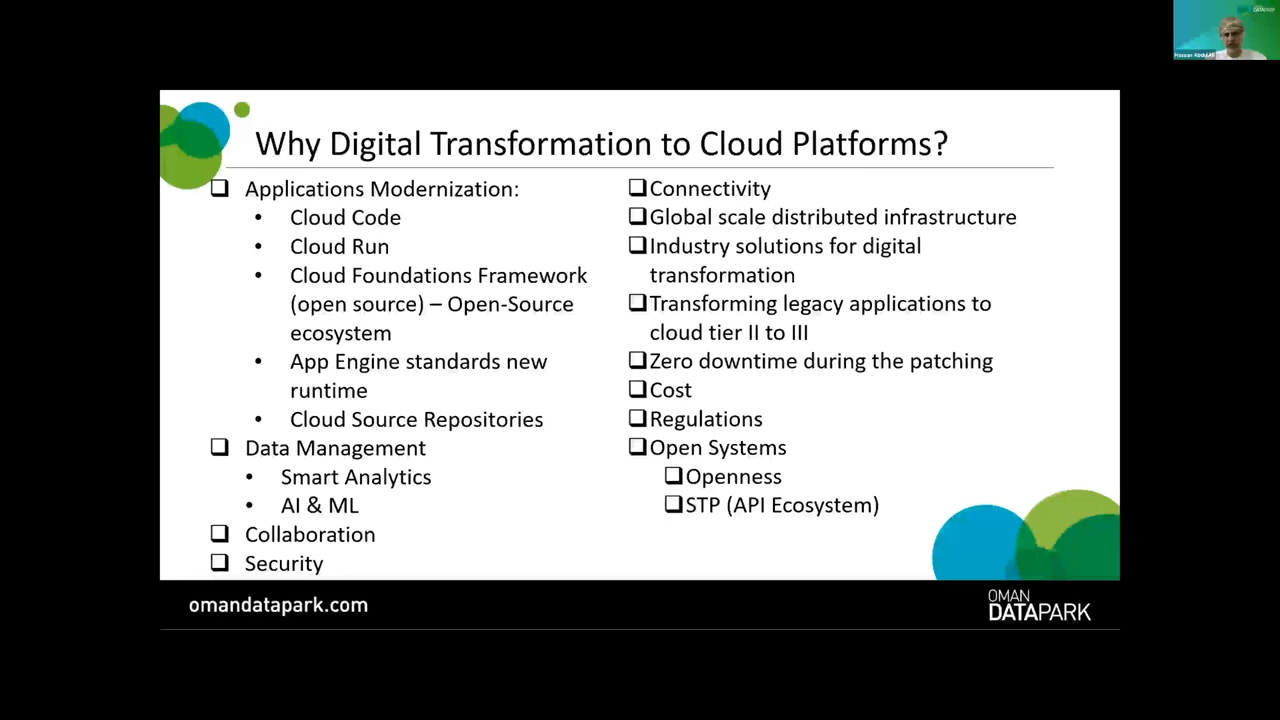 Why Digital Transformation to Cloud Platforms?
Applications Modernization:
• Cloud Code
• Cloud Run
• Cloud Foundations Framework
(open source) – Open-Source
ecosystem
• App Engine standards new
runtime
• Cloud Source Repositories
Data Management
• Smart Analytics
• AI & ML
Collaboration
Security
Connectivity
Global scale distributed infrastructure
Industry solutions for digital
transformation
Transforming legacy applications to
cloud tier II to III
Zero downtime during the patching
Cost
Regulations
Open Systems
Openness
STP (API Ecosystem)
omandatapark.com
OMAN
DATAPARK